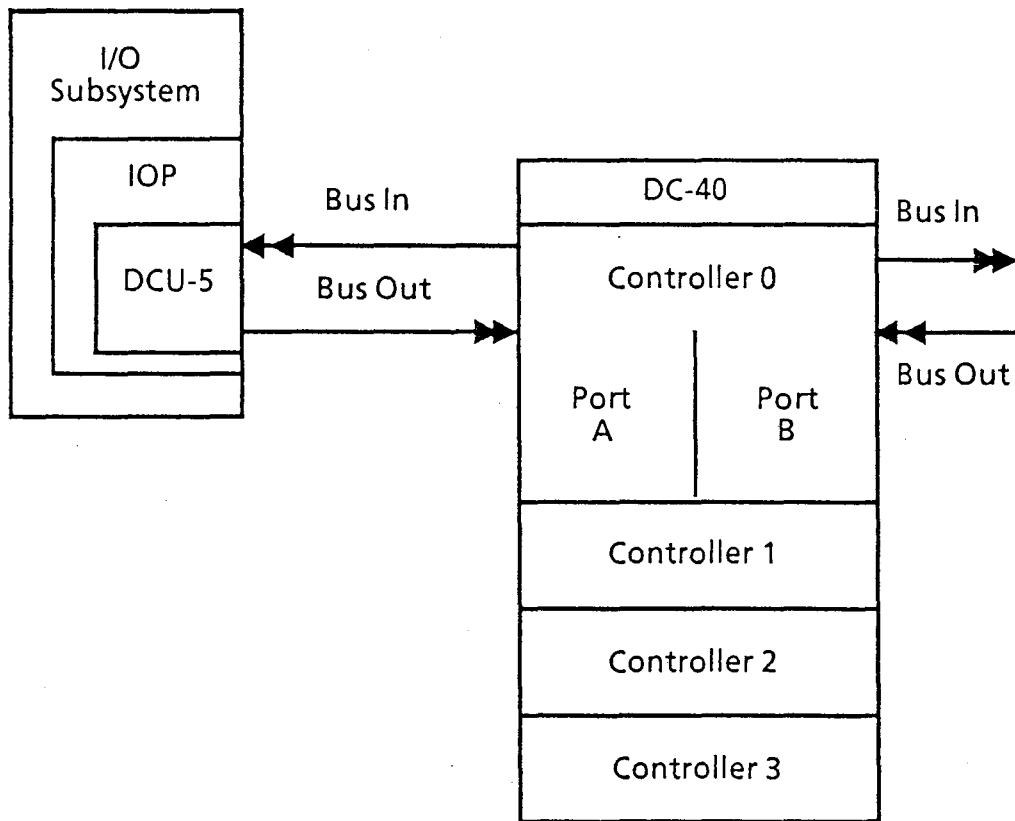 I/O
Subsystem
IOP
DCU-5
Bus In
Bus Out
DC-40
Controller 0
Port
A
Port
B
Controller 1
Controller 2
Controller 3
Bus In
Bus Out